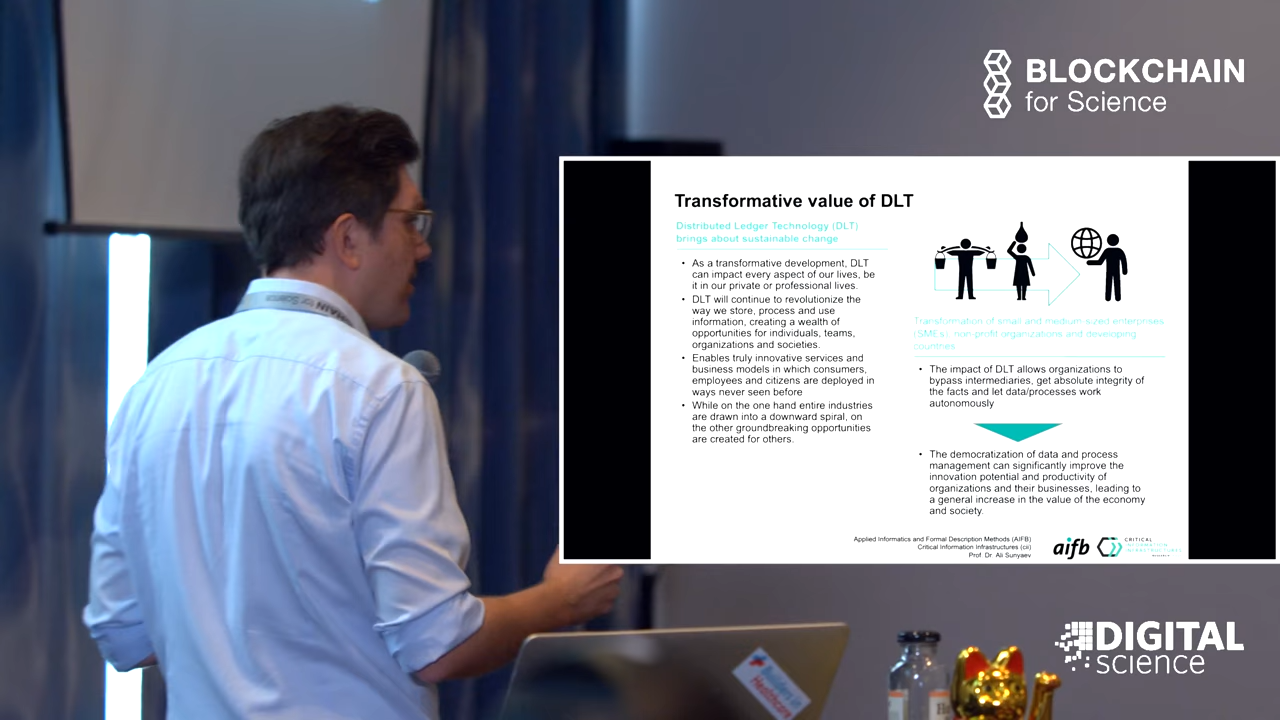 BLOCKCHAIN
for Science
Transformative value of DLT
Distributed Ledger Technology (DLT)
brings about sustainable change
• As a transformative development, DLT
can impact every aspect of our lives, be
it in our private or professional lives.
• DLT will continue to revolutionize the
way we store, process and use
information, creating a wealth of
opportunities for individuals, teams,
organizations and societies.
• Enables truly innovative services and
business models in which consumers,
employees and citizens are deployed in
ways never seen before
• While on the one hand entire industries
are drawn into a downward spiral, on
the other groundbreaking opportunities
are created for others.
Transformation of small and medium-sized enterprises
(SMEs), non-profit organizations and developing
countries
• The impact of DLT allows organizations to
bypass intermediaries, get absolute integrity of
the facts and let data/processes work
autonomously
• The democratization of data and process
management can significantly improve the
innovation potential and productivity of
organizations and their businesses, leading to
a general increase in the value of the economy
and society.
Applied Informatics and Formal Description Methods (AIFB)
Critical Information Infrastructures (cii)
Prof. Dr. Ali Sunyaev
aifb
CRITICAL
INFORMATION
INFRASTRUCTURES
for Science
Healthcare
DIGITAL
science